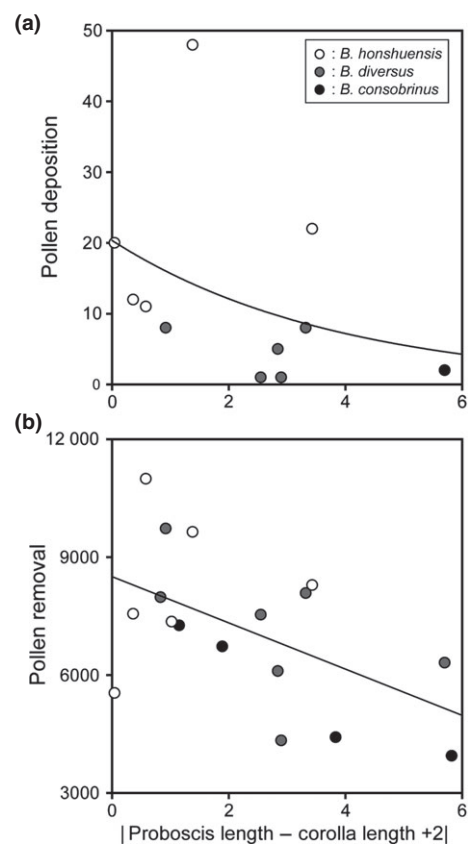 (a)
50
40
30
20
10
0
Pollen deposition
○ : B. honshuensis
● : B. diversus
● : B. consobrinus
0 2 4 6
(b)
12 000
9000
6000
3000
Pollen removal
0 2 4 6
|Proboscis length – corolla length +2|